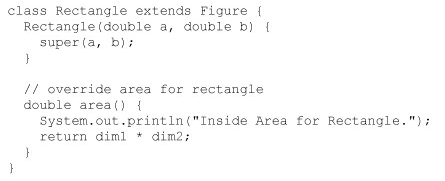 class Rectangle extends Figure {
  Rectangle(double a, double b) {
    super(a, b);
  }

  // override area for rectangle
  double area() {
    System.out.println("Inside Area for Rectangle.");
    return dim1 * dim2;
  }
}